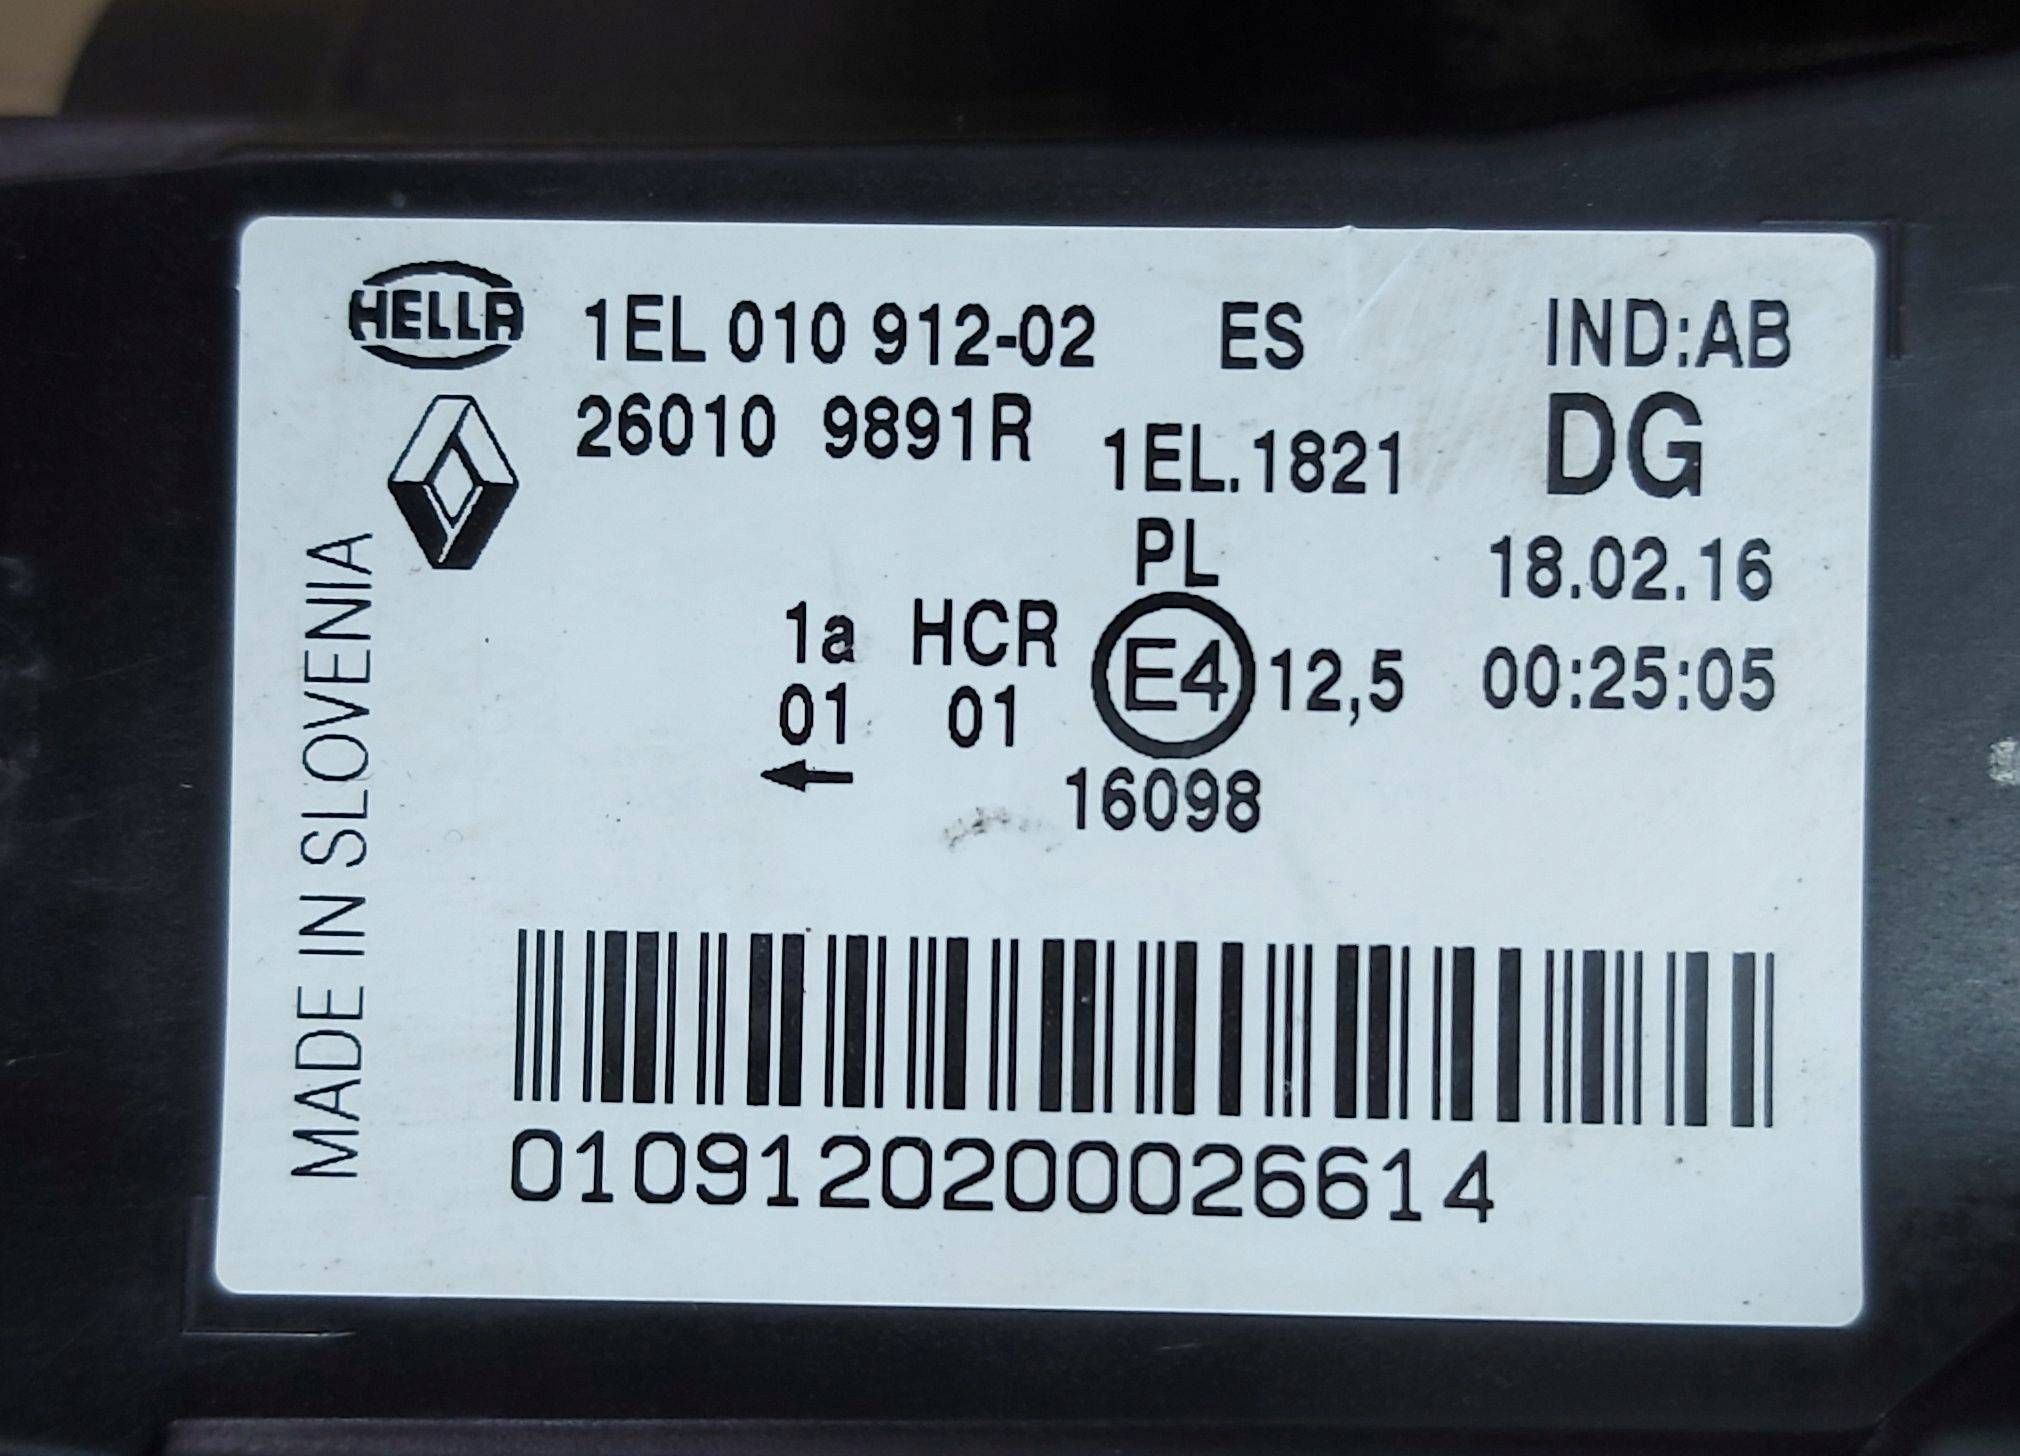 HELLA 1EL 010 912-02 ES IND:AB
26010 9891R 1EL.1821 DG
PL 18.02.16
1a HCR E4 12,5 00:25:05
01 01
16098
MADE IN SLOVENIA
01091202000026614